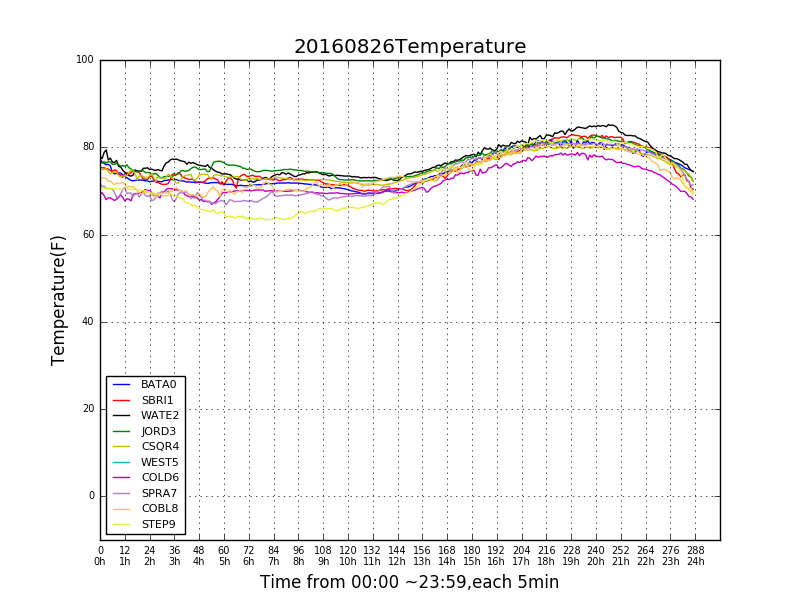 20160826Temperature
100
80
60
40
20
0
Temperature(F)
BATA0
SBRI1
WATE2
JORD3
CSQR4
WEST5
COLD6
SPRA7
COBL8
STEP9
0 12 24 36 48 60 72 84 96 108 120 132 144 156 168 180 192 204 216 228 240 252 264 276 288
0h 1h 2h 3h 4h 5h 6h 7h 8h 9h 10h 11h 12h 13h 14h 15h 16h 17h 18h 19h 20h 21h 22h 23h 24h
Time from 00:00 ~23:59,each 5min